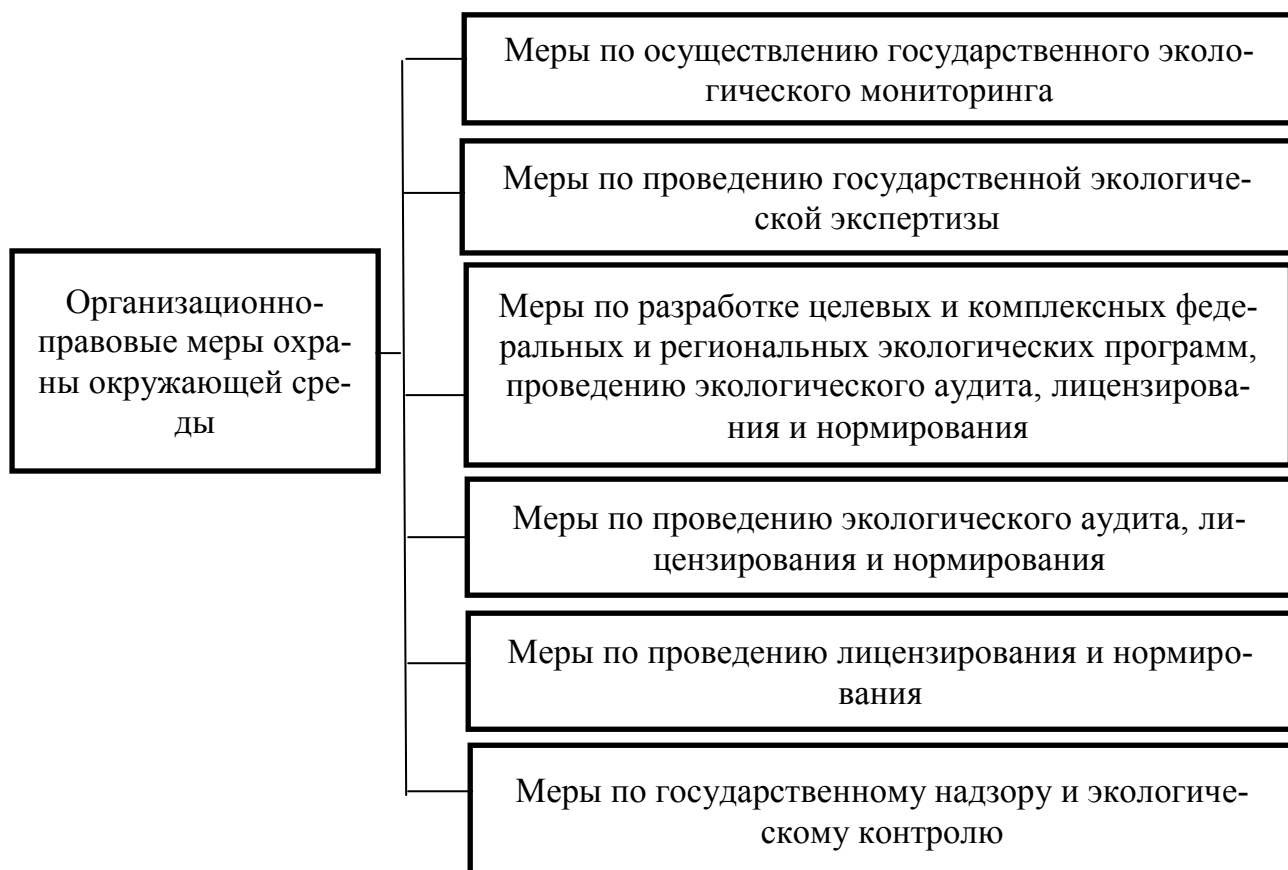 Организационно-
правовые меры охра-
ны окружающей сре-
ды
Меры по осуществлению государственного эколо-
гического мониторинга
Меры по проведению государственной экологиче-
ской экспертизы
Меры по разработке целевых и комплексных феде-
ральных и региональных экологических программ,
проведению экологического аудита, лицензирова-
ния и нормирования
Меры по проведению экологического аудита, ли-
цензирования и нормирования
Меры по проведению лицензирования и нормиро-
вания
Меры по государственному надзору и экологиче-
скому контролю